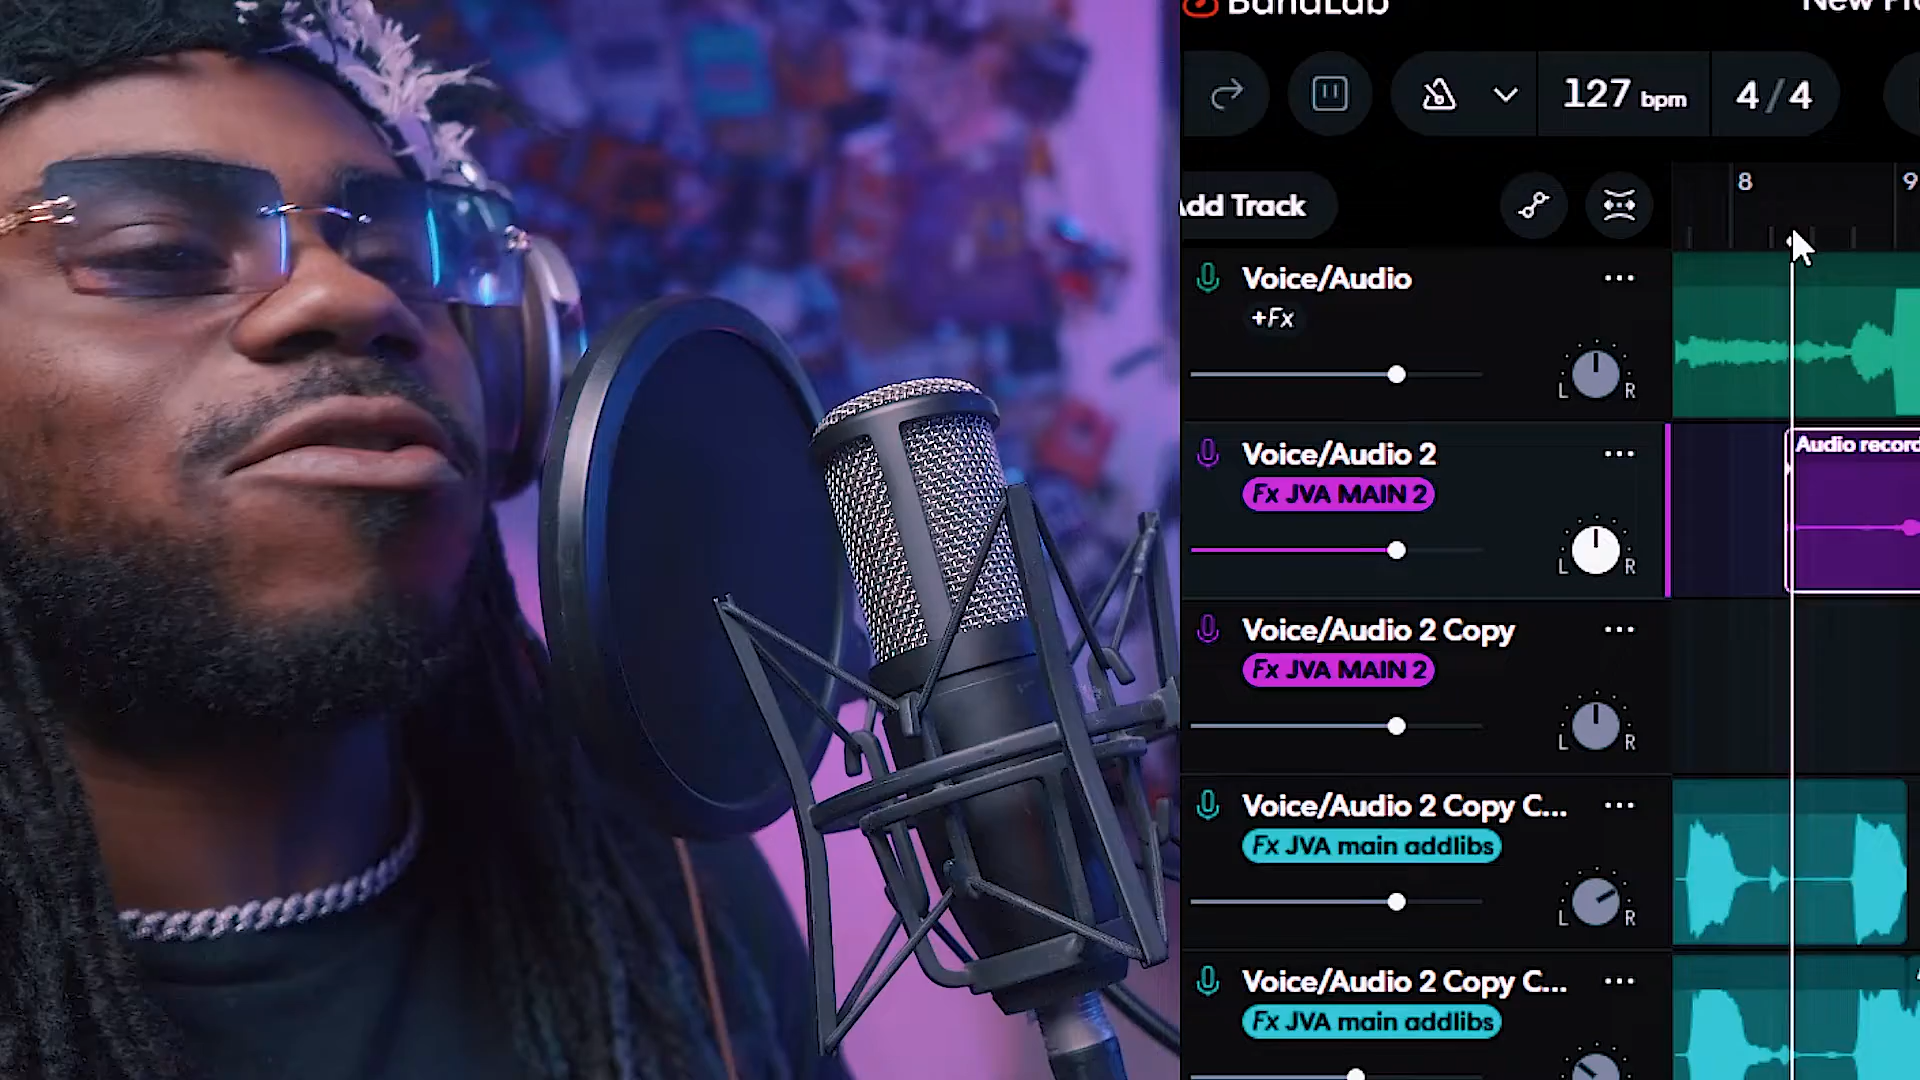 BandLab
127 bpm
4/4
8
9
Add Track
Voice/Audio
+Fx
L R
Voice/Audio 2
Fx JVA MAIN 2
L R
Audio record
Voice/Audio 2 Copy
Fx JVA MAIN 2
L R
Voice/Audio 2 Copy C...
Fx JVA main addlibs
L R
Voice/Audio 2 Copy C...
Fx JVA main addlibs